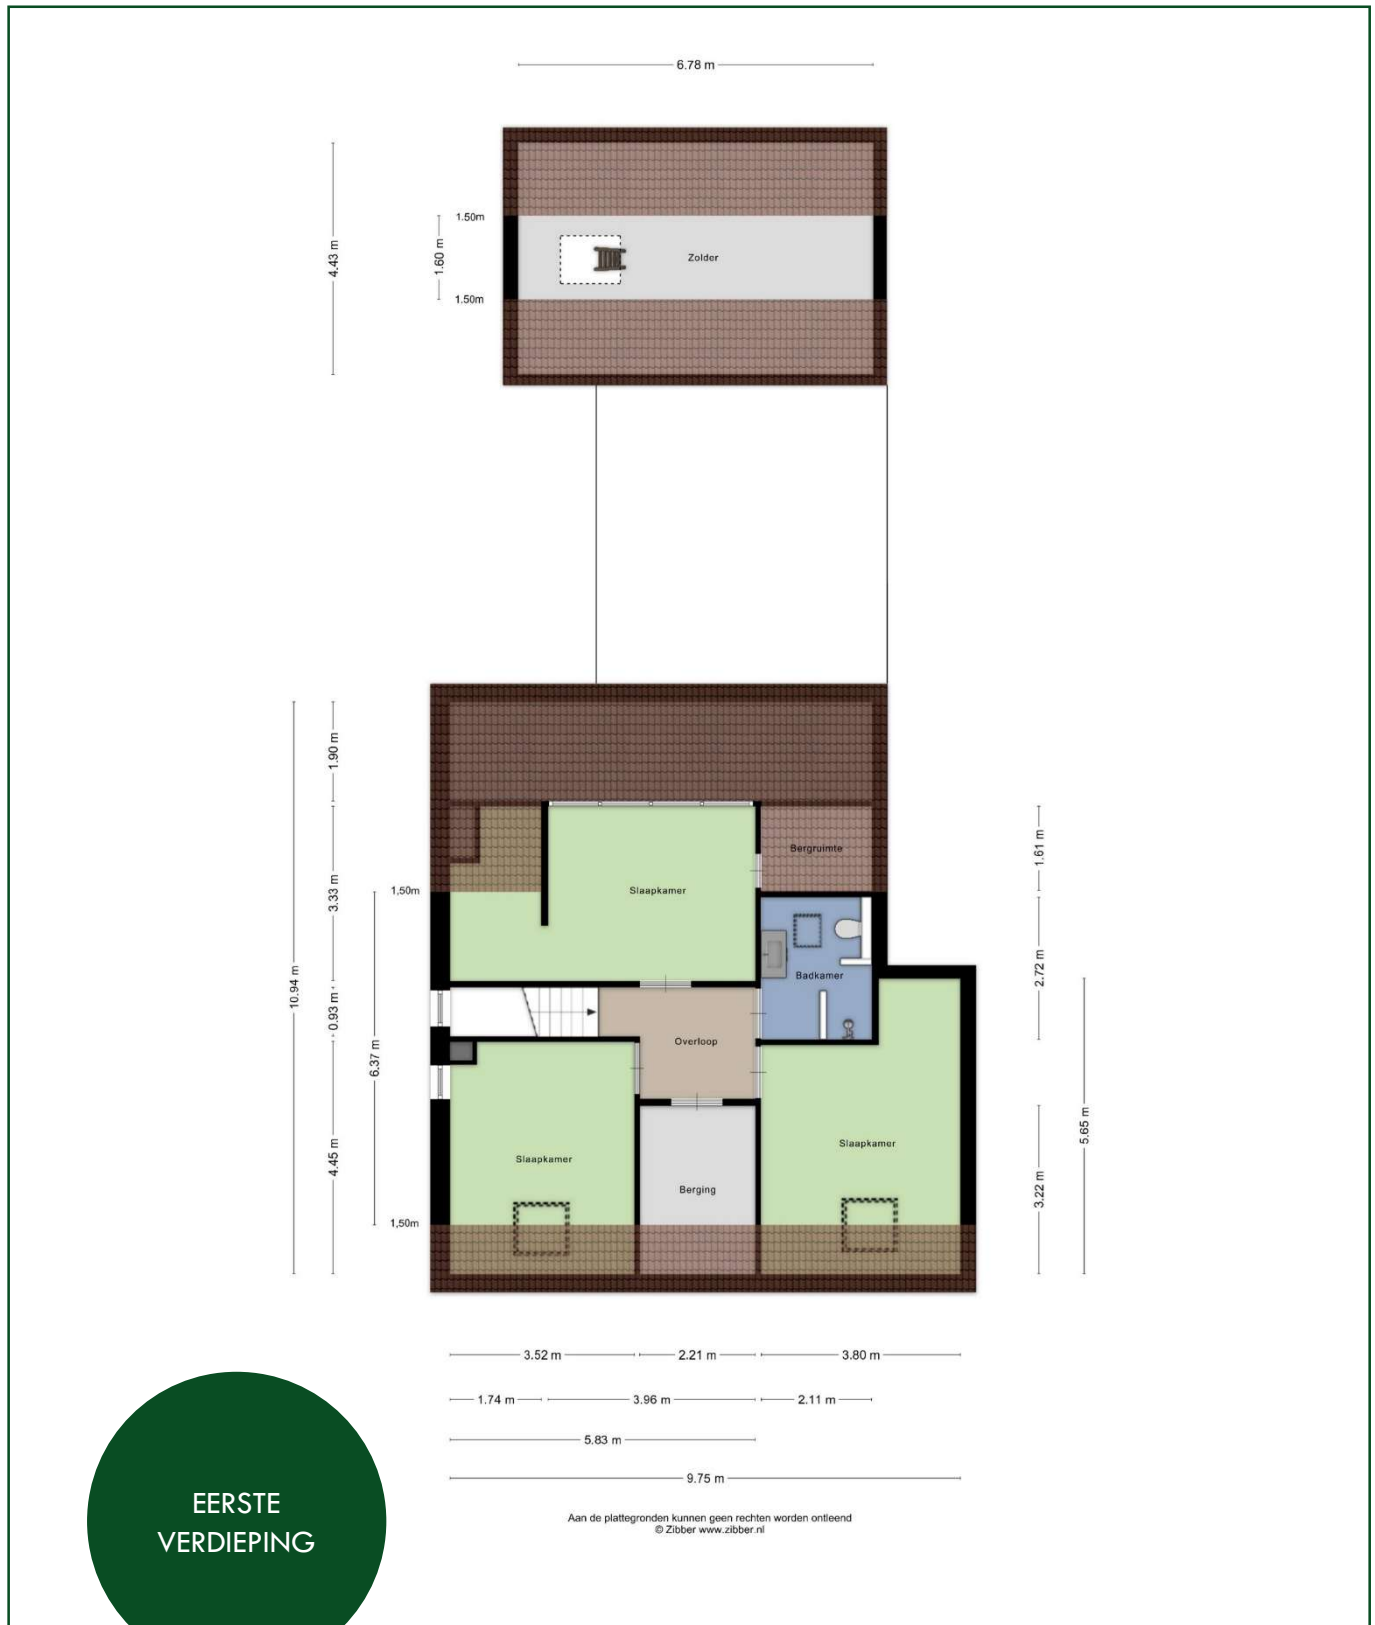 6.78 m
4.43 m
1.60 m
1.50m
1.50m
Zolder
10.94 m
1.90 m
3.33 m
0.93 m
4.45 m
6.37 m
1,50m
1,50m
Slaapkamer
Bergruimte
Badkamer
Overloop
Slaapkamer
Berging
Slaapkamer
1.61 m
2.72 m
3.22 m
5.65 m
3.52 m
2.21 m
3.80 m
1.74 m
3.96 m
2.11 m
5.83 m
9.75 m
Aan de plattegronden kunnen geen rechten worden ontleend
© Zibber www.zibber.nl
EERSTE
VERDIEPING